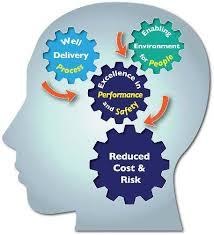 Well
Delivery
Process
Enabling
Environment
for People
Excellence in
Performance
and Safety
Reduced
Cost &
Risk